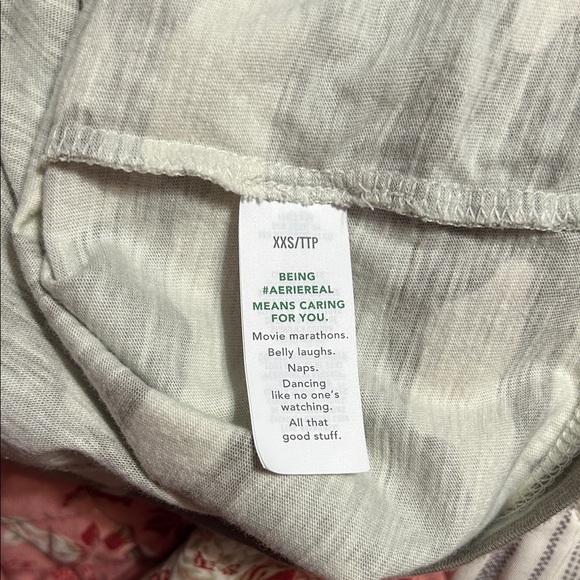 XXS/TTP
BEING
#AERIEREAL
MEANS CARING
FOR YOU.
Movie marathons.
Belly laughs.
Naps.
Dancing
like no one's
watching.
All that
good stuff.